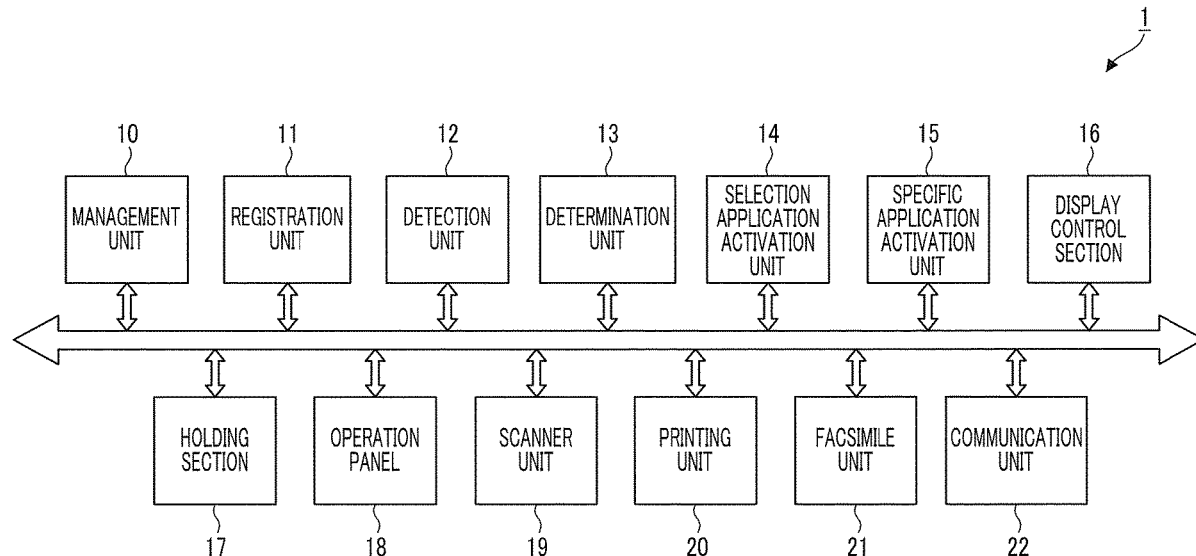 1
10
11
12
13
14
15
16
MANAGEMENT
UNIT
REGISTRATION
UNIT
DETECTION
UNIT
DETERMINATION
UNIT
SELECTION
APPLICATION
ACTIVATION
UNIT
SPECIFIC
APPLICATION
ACTIVATION
UNIT
DISPLAY
CONTROL
SECTION
HOLDING
SECTION
OPERATION
PANEL
SCANNER
UNIT
PRINTING
UNIT
FACSIMILE
UNIT
COMMUNICATION
UNIT
17
18
19
20
21
22